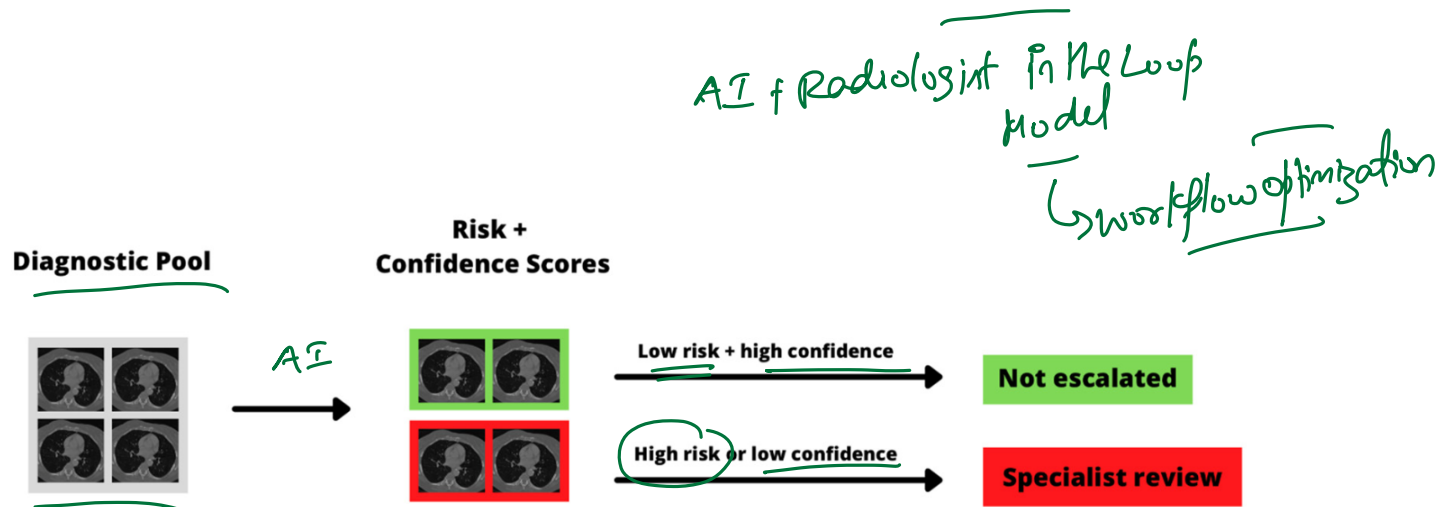 AI + Radiologist in the Loop
Model
↳ workflow optimization
Risk +
Confidence Scores
Diagnostic Pool
AI
Low risk + high confidence
Not escalated
High risk or low confidence
Specialist review